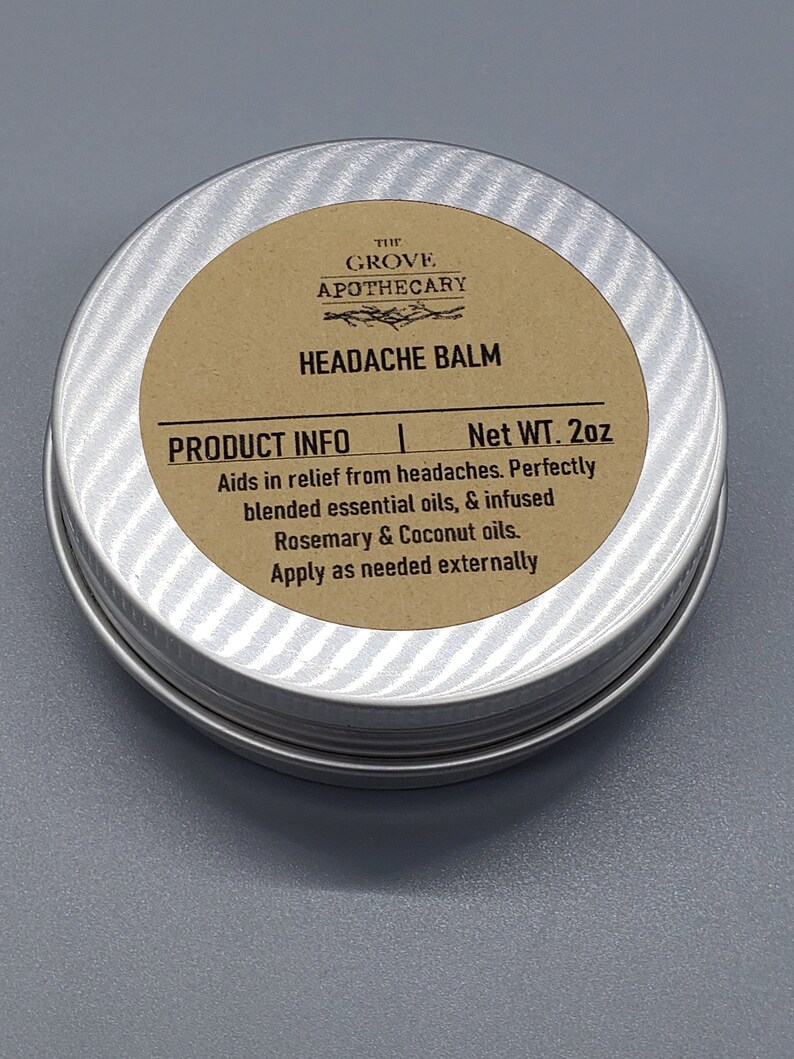 THE
GROVE
APOTHECARY
HEADACHE BALM
PRODUCT INFO | Net WT. 2oz
Aids in relief from headaches. Perfectly
blended essential oils, & infused
Rosemary & Coconut oils.
Apply as needed externally